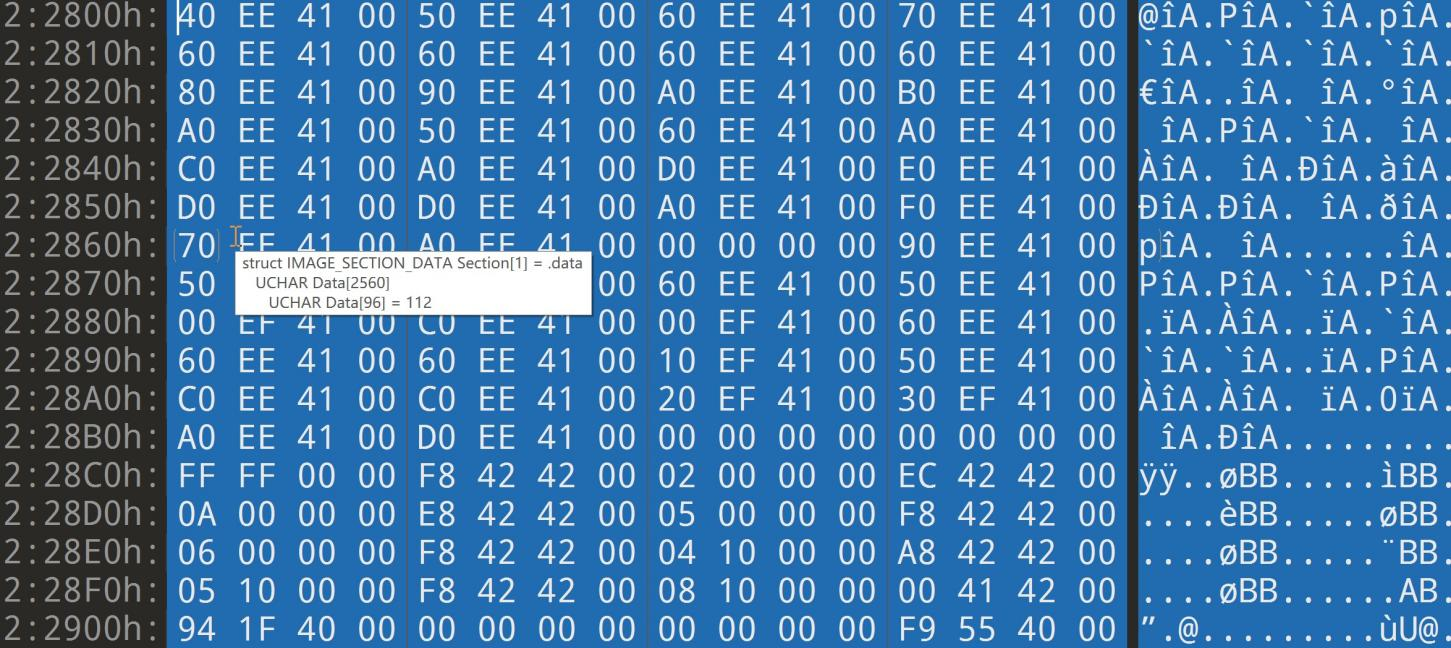 2:2800h: 40 EE 41 00 50 EE 41 00 60 EE 41 00 70 EE 41 00 @îA.PîA.`îA.pîA.
2:2810h: 60 EE 41 00 60 EE 41 00 60 EE 41 00 60 EE 41 00 `îA.`îA.`îA.`îA.
2:2820h: 80 EE 41 00 90 EE 41 00 A0 EE 41 00 B0 EE 41 00 €îA..îA. îA.°îA.
2:2830h: A0 EE 41 00 50 EE 41 00 60 EE 41 00 A0 EE 41 00  îA.PîA.`îA. îA.
2:2840h: C0 EE 41 00 A0 EE 41 00 D0 EE 41 00 E0 EE 41 00 ÀîA. îA.ÐîA.àîA.
2:2850h: D0 EE 41 00 D0 EE 41 00 A0 EE 41 00 F0 EE 41 00 ÐîA.ÐîA. îA.ðîA.
2:2860h: 70 EE 41 00 A0 EE 41 00 00 00 00 00 90 EE 41 00 pîA. îA......îA.
struct IMAGE_SECTION_DATA Section[1] = .data
UCHAR Data[2560]
UCHAR Data[96] = 112
2:2870h: 50 00 60 EE 41 00 50 EE 41 00 PîA.PîA.`îA.PîA.
2:2880h: 00 EF 41 00 C0 EE 41 00 00 EF 41 00 60 EE 41 00 .ïA.ÀîA..ïA.`îA.
2:2890h: 60 EE 41 00 60 EE 41 00 10 EF 41 00 50 EE 41 00 `îA.`îA..ïA.PîA.
2:28A0h: C0 EE 41 00 C0 EE 41 00 20 EF 41 00 30 EF 41 00 ÀîA.ÀîA. ïA.0ïA.
2:28B0h: A0 EE 41 00 D0 EE 41 00 00 00 00 00 00 00 00 00  îA.ÐîA.........
2:28C0h: FF FF 00 00 F8 42 42 00 02 00 00 00 EC 42 42 00 ÿÿ..øBB.....ìBB.
2:28D0h: 0A 00 00 00 E8 42 42 00 05 00 00 00 F8 42 42 00 ....èBB.....øBB.
2:28E0h: 06 00 00 00 F8 42 42 00 04 10 00 00 A8 42 42 00 ....øBB.....¨BB.
2:28F0h: 05 10 00 00 F8 42 42 00 08 10 00 00 00 41 42 00 ....øBB......AB.
2:2900h: 94 1F 40 00 00 00 00 00 00 00 00 00 F9 55 40 00 ”.@.........ùU@.